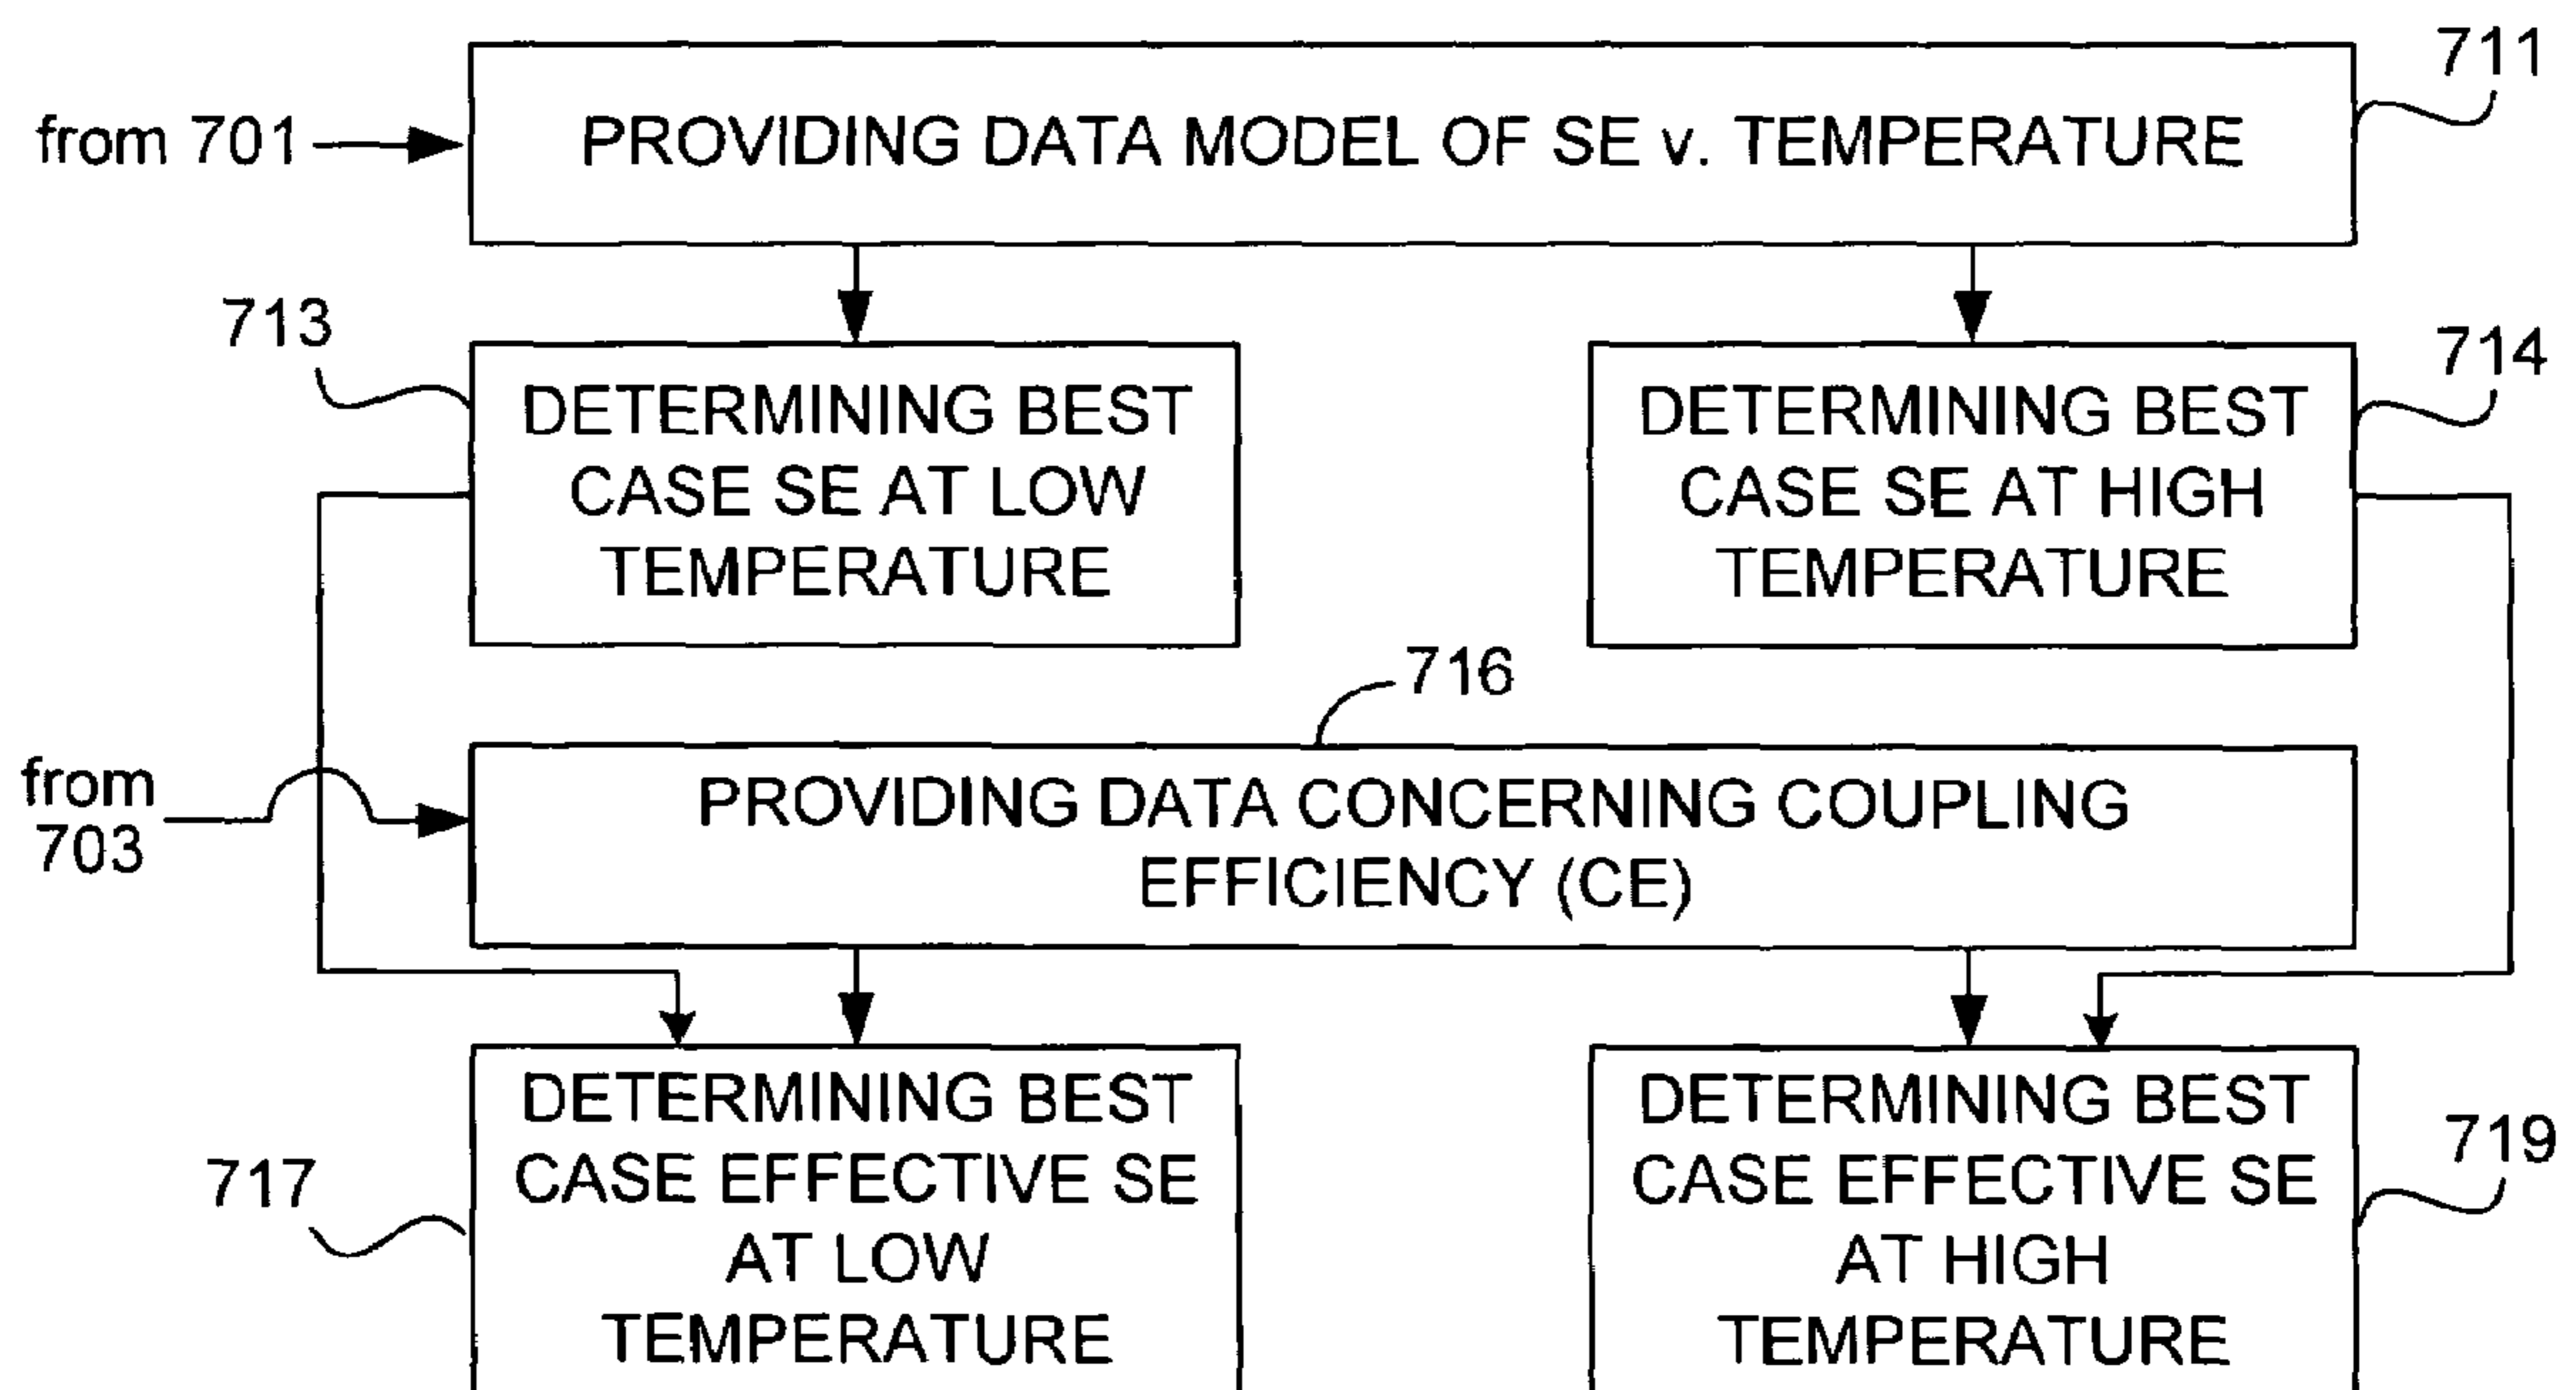 711
from 701
PROVIDING DATA MODEL OF SE v. TEMPERATURE
713
DETERMINING BEST
CASE SE AT LOW
TEMPERATURE
714
DETERMINING BEST
CASE SE AT HIGH
TEMPERATURE
716
from
703
PROVIDING DATA CONCERNING COUPLING
EFFICIENCY (CE)
717
DETERMINING BEST
CASE EFFECTIVE SE
AT LOW
TEMPERATURE
719
DETERMINING BEST
CASE EFFECTIVE SE
AT HIGH
TEMPERATURE